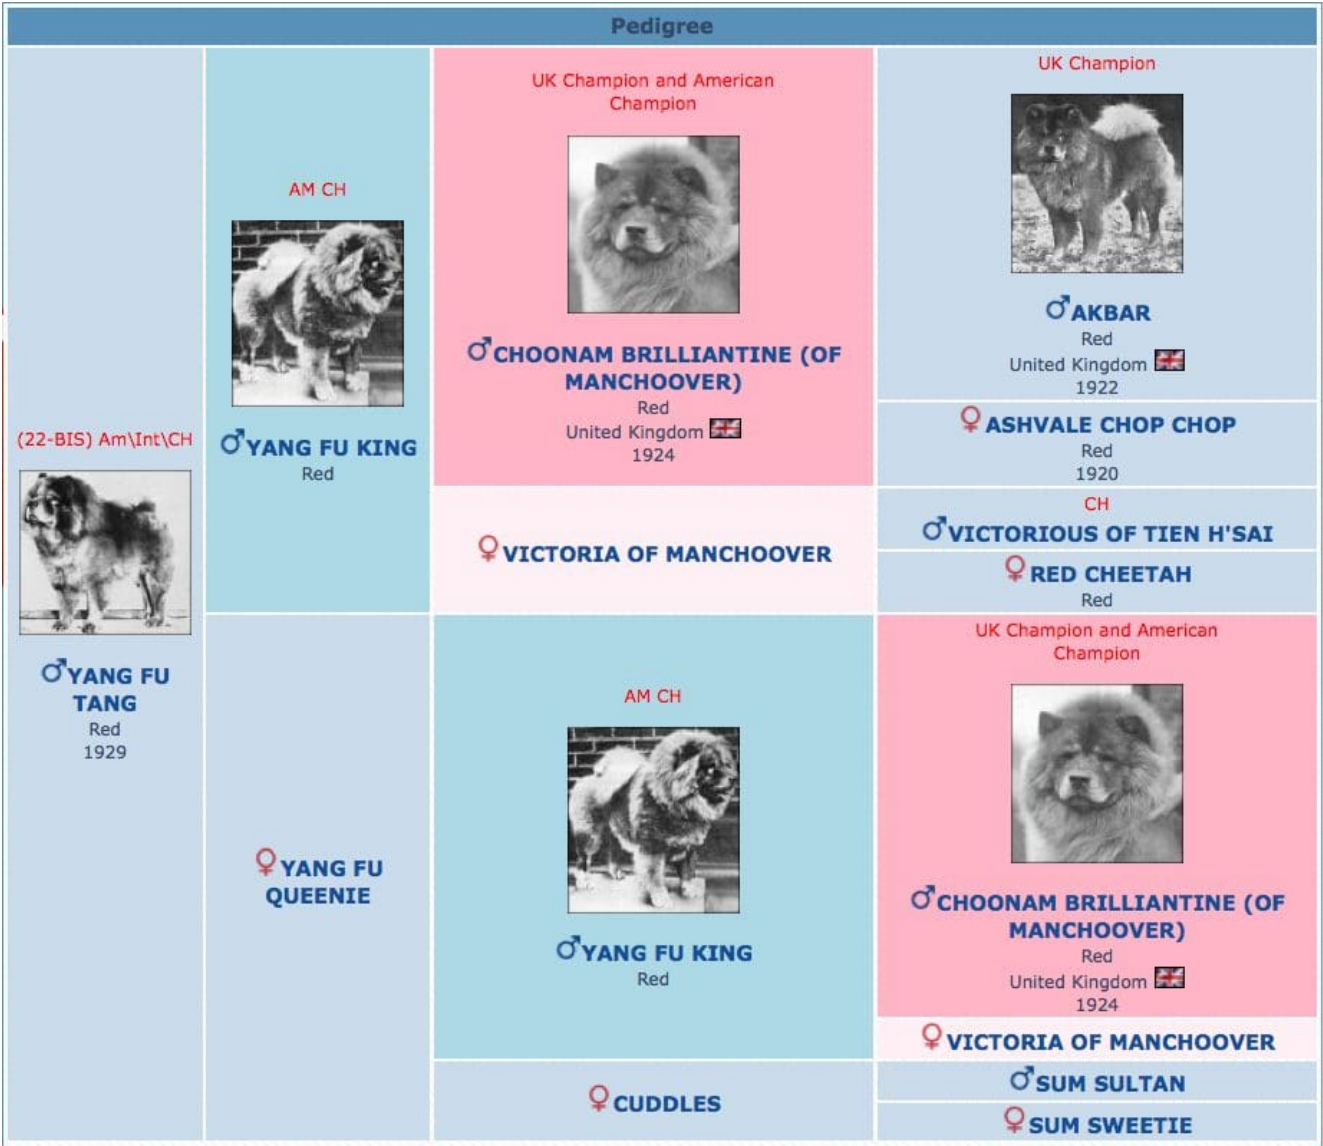 Pedigree
(22-BIS) Am\Int\CH
♂YANG FU
TANG
Red
1929
AM CH
♂YANG FU KING
Red
♀YANG FU
QUEENIE
UK Champion and American
Champion
♂CHOONAM BRILLIANTINE (OF
MANCHOOVER)
Red
United Kingdom
1924
♀VICTORIA OF MANCHOOVER
AM CH
♂YANG FU KING
Red
♀CUDDLES
UK Champion
♂AKBAR
Red
United Kingdom
1922
♀ASHVALE CHOP CHOP
Red
1920
CH
♂VICTORIOUS OF TIEN H'SAI
♀RED CHEETAH
Red
UK Champion and American
Champion
♂CHOONAM BRILLIANTINE (OF
MANCHOOVER)
Red
United Kingdom
1924
♀VICTORIA OF MANCHOOVER
♂SUM SULTAN
♀SUM SWEETIE